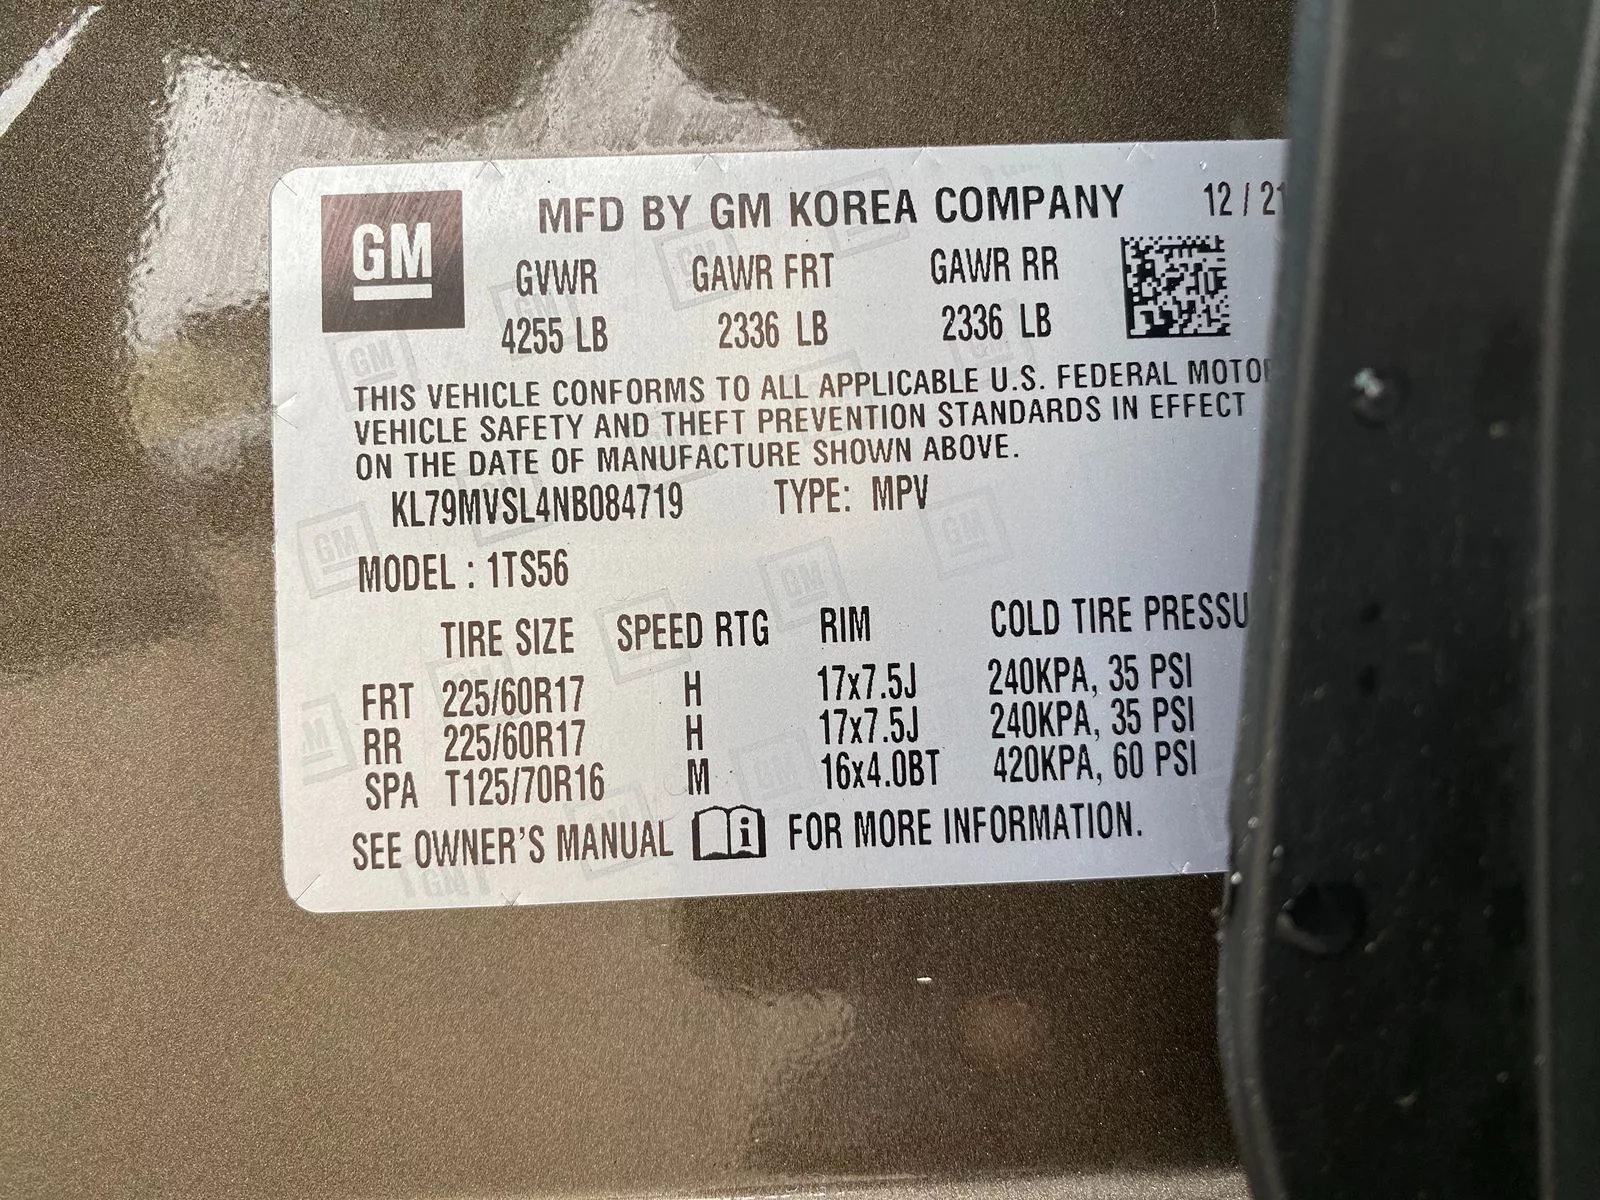 GM
MFD BY GM KOREA COMPANY 12/21
GVWR GAWR FRT GAWR RR
4255 LB 2336 LB 2336 LB
THIS VEHICLE CONFORMS TO ALL APPLICABLE U.S. FEDERAL MOTOR
VEHICLE SAFETY AND THEFT PREVENTION STANDARDS IN EFFECT
ON THE DATE OF MANUFACTURE SHOWN ABOVE.
KL79MVSL4NB084719 TYPE: MPV
MODEL : 1TS56
TIRE SIZE SPEED RTG RIM COLD TIRE PRESSU
FRT 225/60R17 H 17x7.5J 240KPA, 35 PSI
RR 225/60R17 H 17x7.5J 240KPA, 35 PSI
SPA T125/70R16 M 16x4.0BT 420KPA, 60 PSI
SEE OWNER'S MANUAL i FOR MORE INFORMATION.